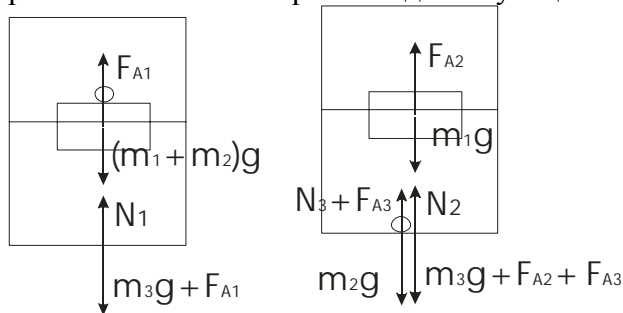 F_A1
(m₁+m₂)g
N₁
m₃g+F_A1
F_A2
m₁g
N₃+F_A3
N₂
m₂g
m₃g+F_A2+F_A3